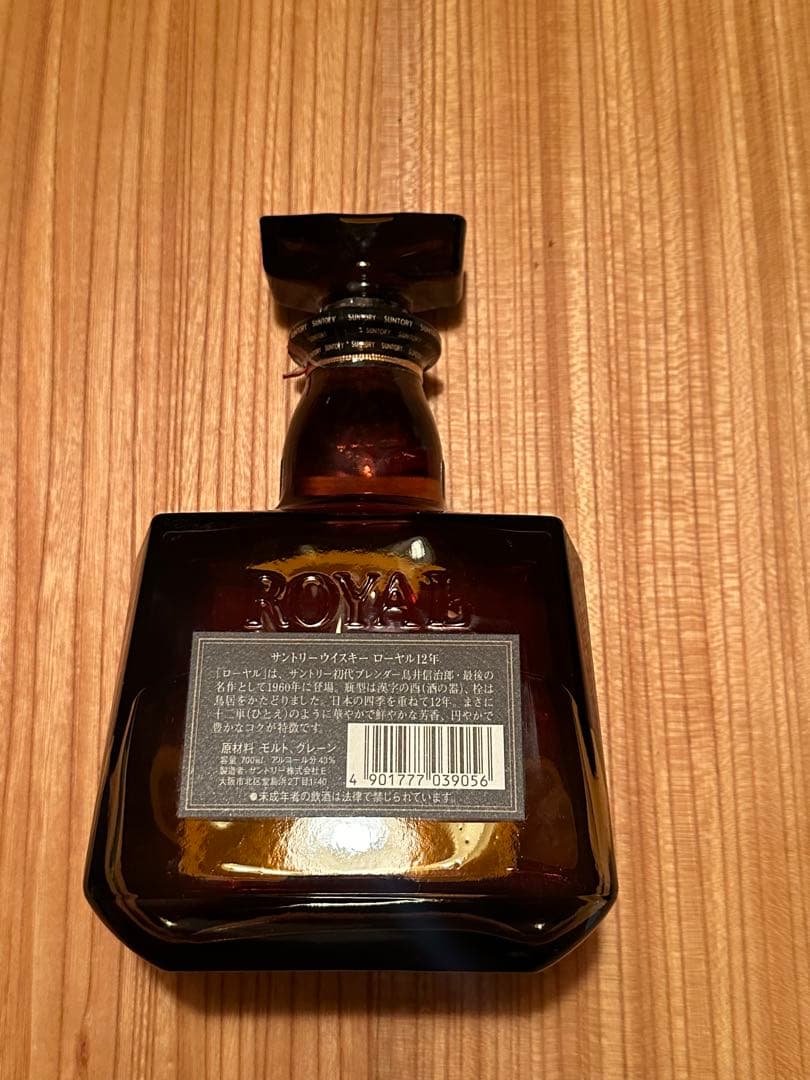 SUNTORY SUNTORY SUNTORY
SUNTORY SUNTORY
SUNTORY SUNTORY SUNTORY
ROYAL
サントリーウイスキー ローヤル12年
「ローヤル」は、サントリー初代ブレンダー鳥井信治郎・最後の
名作として1960年に登場。瓶型は漢字の酉(酒の器)、栓は
鳥居をかたどりました。日本の四季を重ねて12年。まさに
十二単(ひとえ)のように華やかで鮮やかな芳香、円やかで
豊かなコクが特徴です。
原材料 モルト、グレーン
容量 700ml アルコール分 43%
製造者 サントリー株式会社E
大阪市北区堂島浜2丁目1-40
4 901777 039056
●未成年者の飲酒は法律で禁じられています。